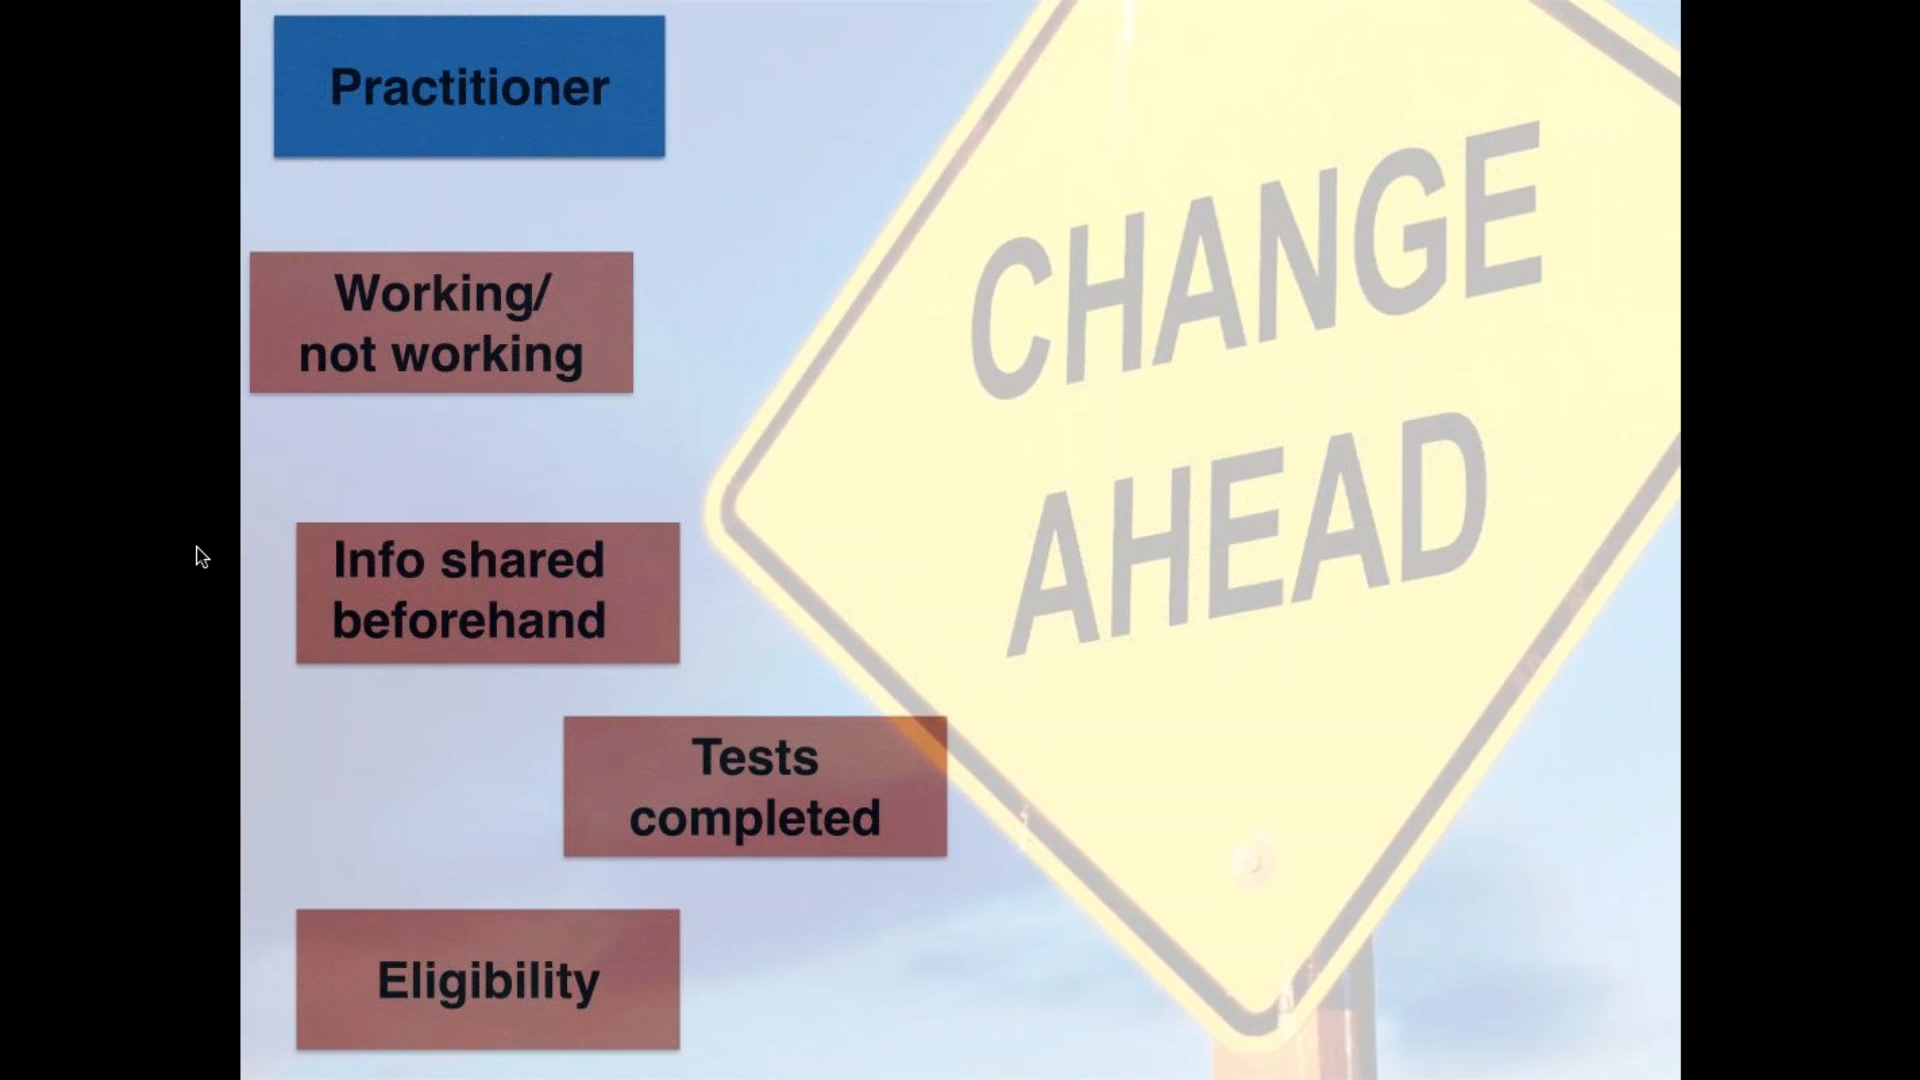 Practitioner
Working/
not working
Info shared
beforehand
Tests
completed
Eligibility
CHANGE
AHEAD